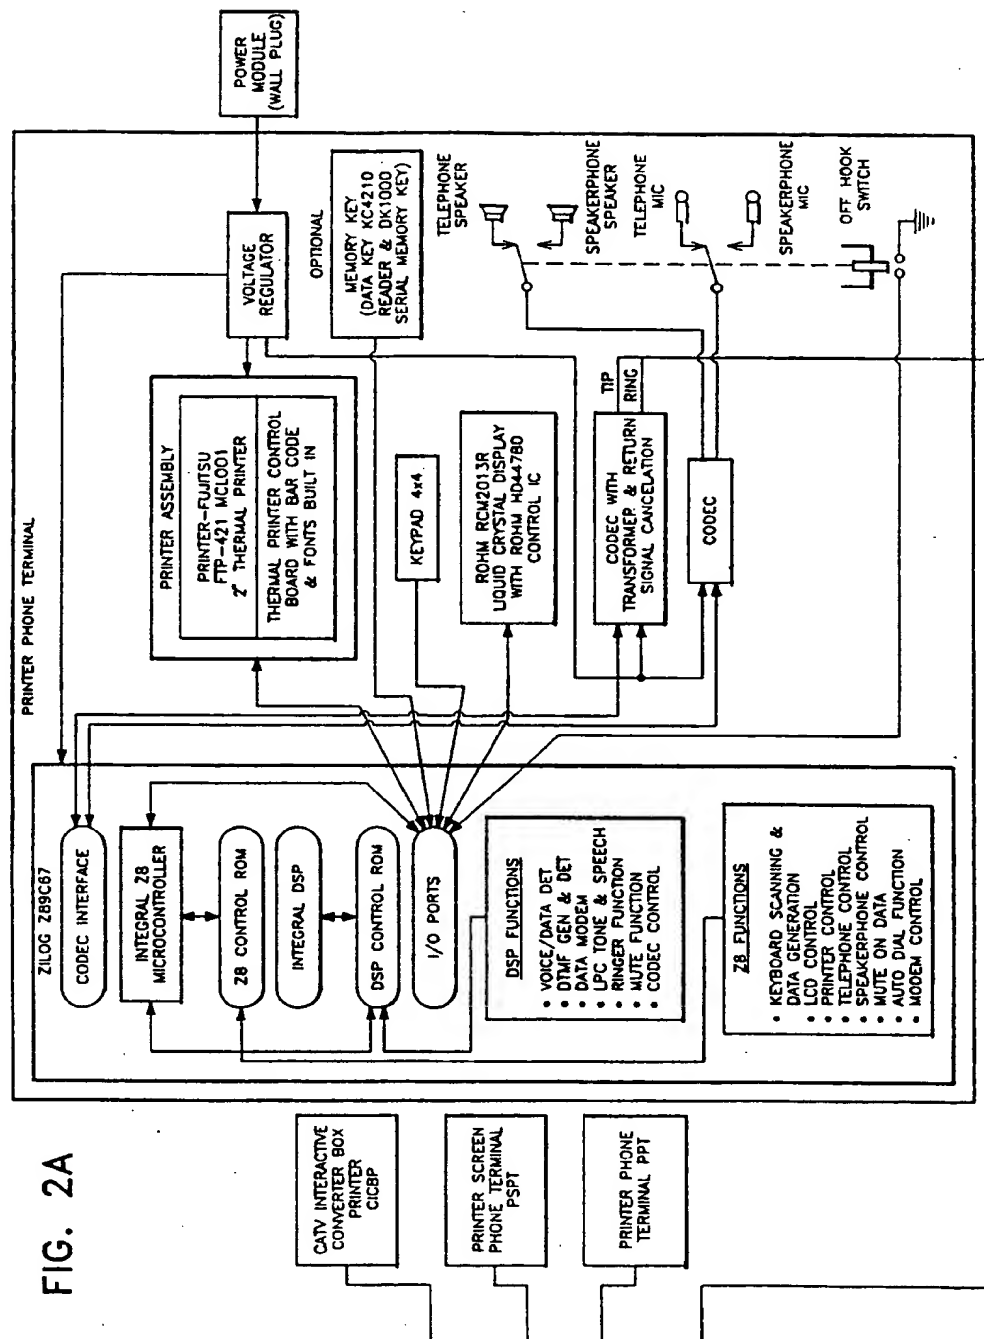 FIG. 2A
PRINTER PHONE TERMINAL
CATV INTERACTIVE
CONVERTER BOX
PRINTER
CICBP
PRINTER SCREEN
PHONE TERMINAL
PSPT
PRINTER PHONE
TERMINAL PPT
ZILOG Z89C67
CODEC INTERFACE
INTEGRAL Z8
MICROCONTROLLER
Z8 CONTROL ROM
INTEGRAL DSP
DSP CONTROL ROM
I/O PORTS
DSP FUNCTIONS
• VOICE/DATA DET
• DTMF GEN & DET
• DATA MODEM
• LPC TONE & SPEECH
• RINGER FUNCTION
• MUTE FUNCTION
• CODEC CONTROL
Z8 FUNCTIONS
• KEYBOARD SCANNING &
• DATA GENERATION
• LCD CONTROL
• PRINTER CONTROL
• TELEPHONE CONTROL
• SPEAKERPHONE CONTROL
• MUTE ON DATA
• AUTO DIAL FUNCTION
• MODEM CONTROL
PRINTER ASSEMBLY
PRINTER-FUJITSU
FTP-421 MCL001
2" THERMAL PRINTER
THERMAL PRINTER CONTROL
BOARD WITH BAR CODE
& FONTS BUILT IN
KEYPAD 4x4
ROHM RCM2013R
LIQUID CRYSTAL DISPLAY
WITH ROHM HD44780
CONTROL IC
CODEC WITH
TRANSFORMER & RETURN
SIGNAL CANCELATION
TIP
RING
CODEC
VOLTAGE
REGULATOR
OPTIONAL
MEMORY KEY
(DATA KEY KC4210
READER & DK1000
SERIAL MEMORY KEY)
TELEPHONE
SPEAKER
SPEAKERPHONE
SPEAKER
TELEPHONE
MIC
SPEAKERPHONE
MIC
OFF HOOK
SWITCH
POWER
MODULE
(WALL PLUG)